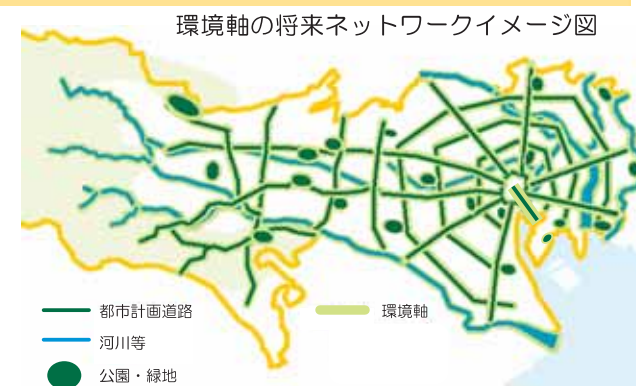 環境軸の将来ネットワークイメージ図
都市計画道路
環境軸
河川等
公園・緑地